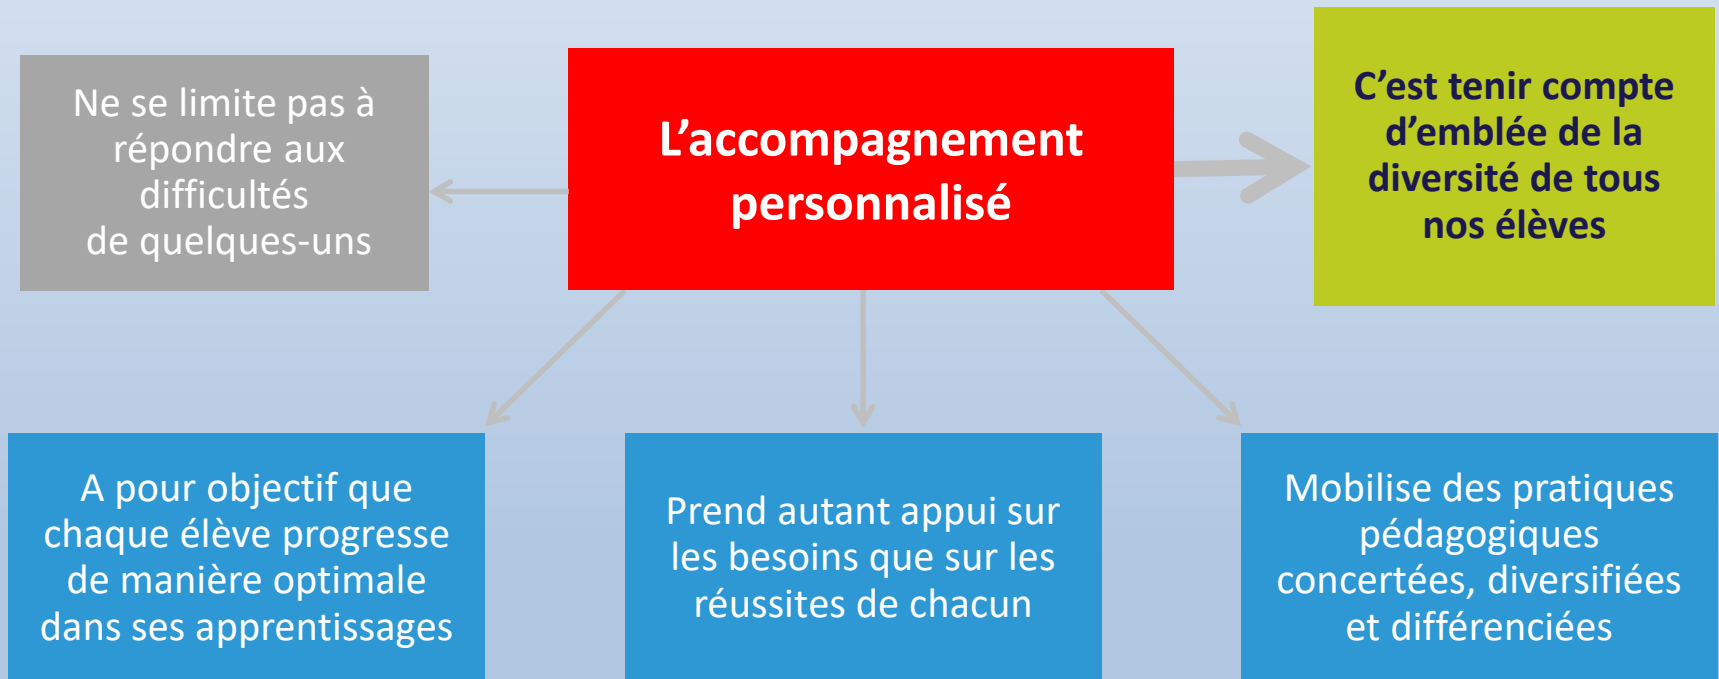 Ne se limite pas à
répondre aux
difficultés
de quelques-uns
L’accompagnement
personnalisé
C’est tenir compte
d’emblée de la
diversité de tous
nos élèves
A pour objectif que
chaque élève progresse
de manière optimale
dans ses apprentissages
Prend autant appui sur
les besoins que sur les
réussites de chacun
Mobilise des pratiques
pédagogiques
concertées, diversifiées
et différenciées